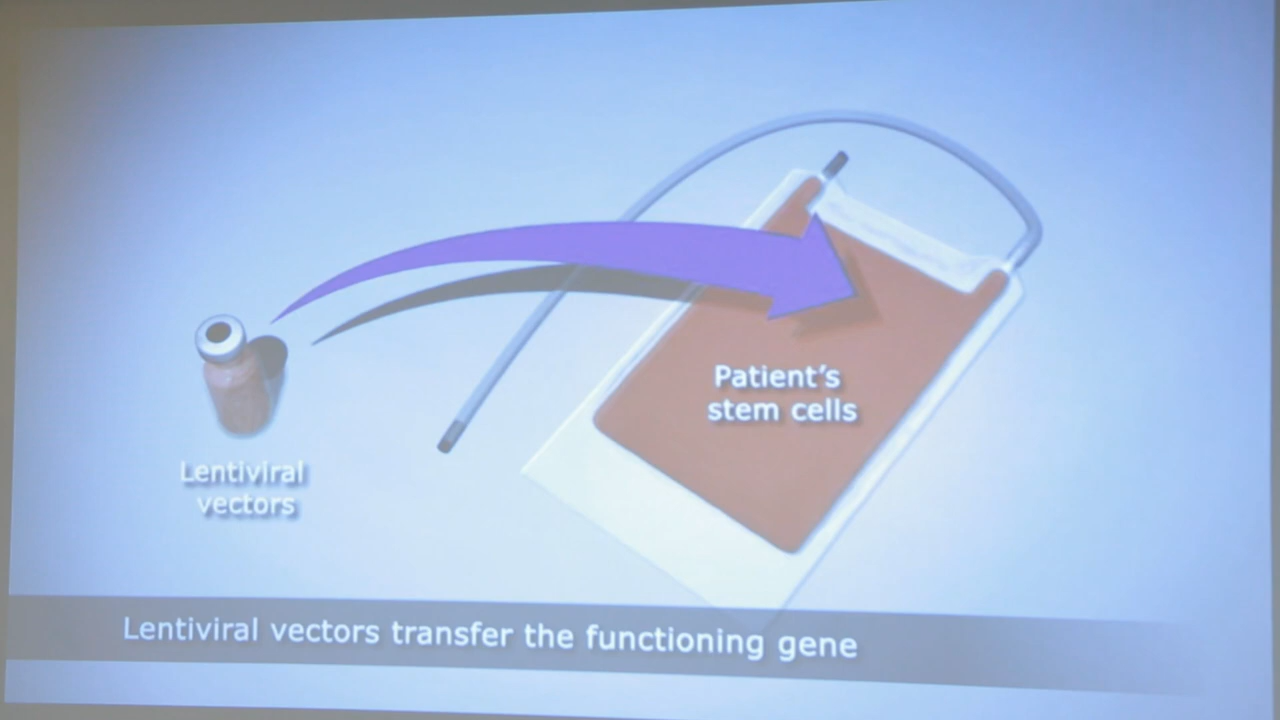 Patient's
stem cells
Lentiviral
vectors
Lentiviral vectors transfer the functioning gene